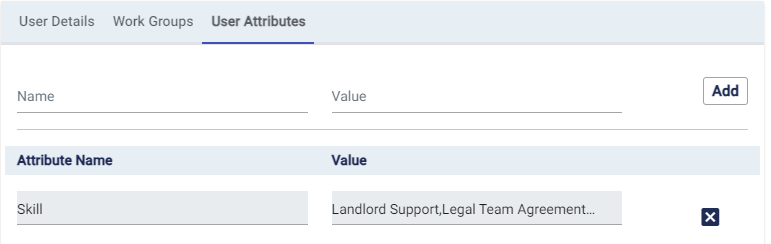 User Details Work Groups User Attributes
Name Value Add
Attribute Name Value
Skill Landlord Support,Legal Team Agreement...